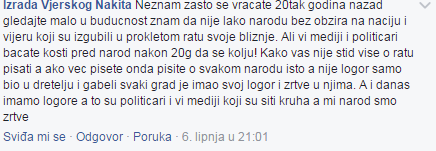 Izrada Vjerskog Nakita Neznam zasto se vracate 20tak godina nazad
gledajte malo u buducnost znam da nije lako narodu bez obzira na naciju i
vijeru koji su izgubili u prokletom ratu svoje bliznje. Ali vi mediji i politicari
bacate kosti pred narod nakon 20g da se kolju! Kako vas nije stid vise o ratu
pisati a ako vec pisete onda pisite o svakom narodu isto a nije logor samo
bio u dretelju i gabeli svaki grad je imao svoj logor i zrtve u njima. A i danas
imamo logore a to su politicari i vi mediji koji su siti kruha a mi narod smo
zrtve
Sviđa mi se · Odgovor · Poruka · 6. lipnja u 21:01